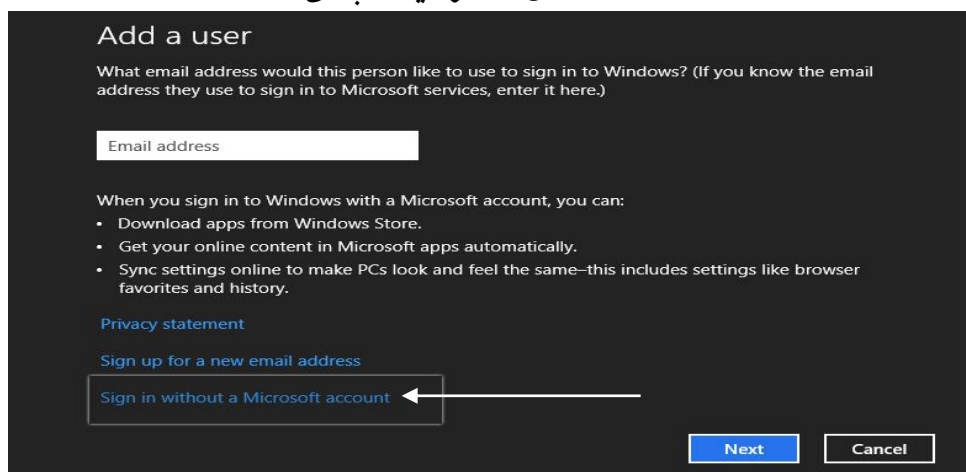 Add a user
What email address would this person like to use to sign in to Windows? (If you know the email
address they use to sign in to Microsoft services, enter it here.)
Email address
When you sign in to Windows with a Microsoft account, you can:
• Download apps from Windows Store.
• Get your online content in Microsoft apps automatically.
• Sync settings online to make PCs look and feel the same–this includes settings like browser
favorites and history.
Privacy statement
Sign up for a new email address
Sign in without a Microsoft account
Next Cancel